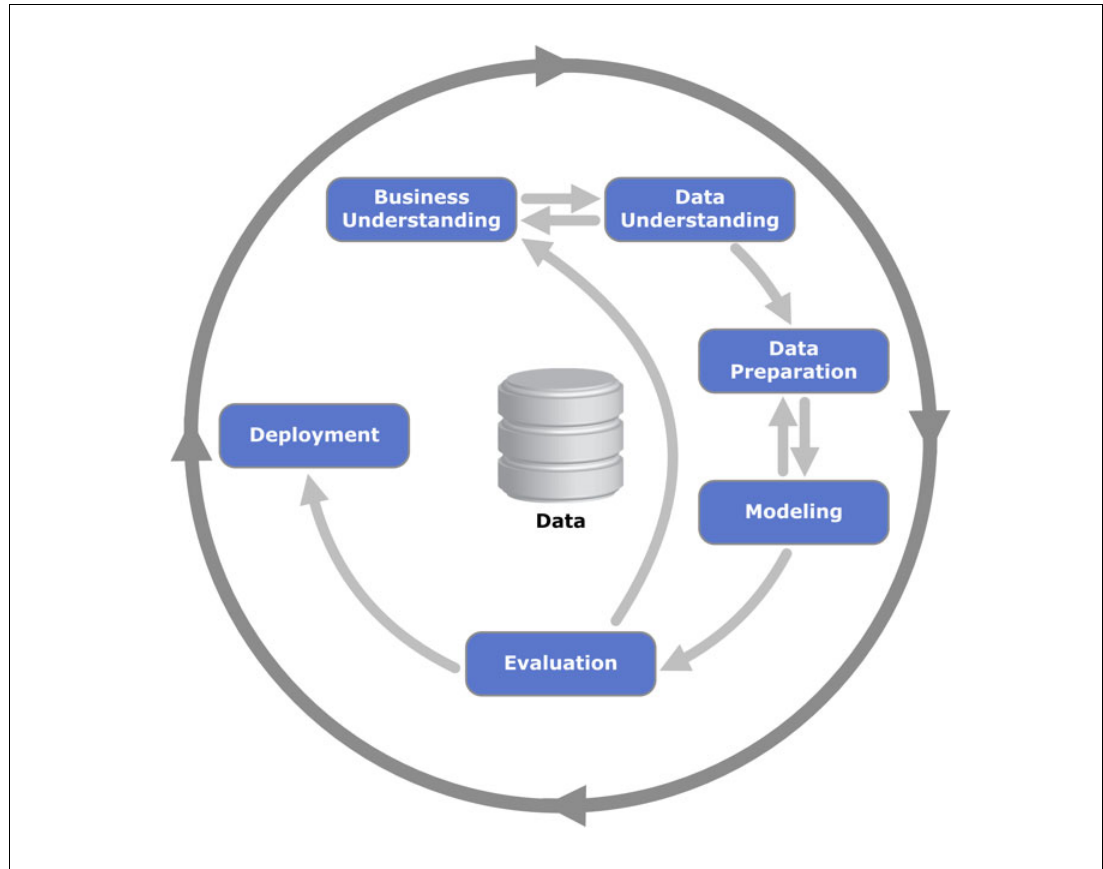 Business
Understanding
Data
Understanding
Data
Preparation
Deployment
Modeling
Data
Evaluation